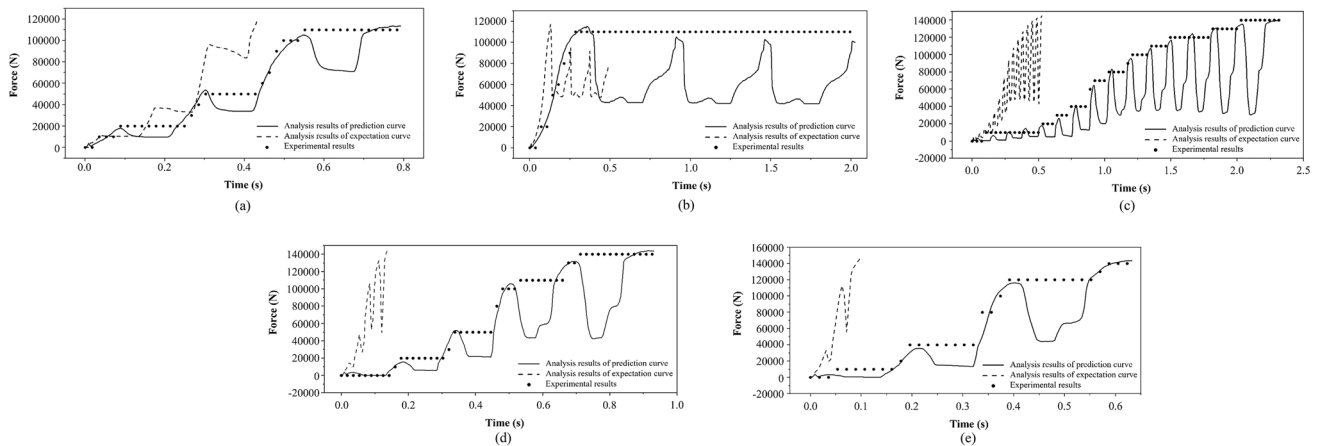 120000
100000
80000
60000
40000
20000
0
Force (N)
Analysis results of prediction curve
Analysis results of expectation curve
Experimental results
0.0 0.2 0.4 0.6 0.8
Time (s)
(a)
120000
100000
80000
60000
40000
20000
0
Force (N)
Analysis results of prediction curve
Analysis results of expectation curve
Experimental results
0.0 0.5 1.0 1.5 2.0
Time (s)
(b)
140000
120000
100000
80000
60000
40000
20000
0
-20000
Force (N)
Analysis results of prediction curve
Analysis results of expectation curve
Experimental results
0.0 0.5 1.0 1.5 2.0 2.5
Time (s)
(c)
140000
120000
100000
80000
60000
40000
20000
0
-20000
Force (N)
Analysis results of prediction curve
Analysis results of expectation curve
Experimental results
0.0 0.2 0.4 0.6 0.8 1.0
Time (s)
(d)
160000
140000
120000
100000
80000
60000
40000
20000
0
-20000
Force (N)
Analysis results of prediction curve
Analysis results of expectation curve
Experimental results
0.0 0.1 0.2 0.3 0.4 0.5 0.6
Time (s)
(e)